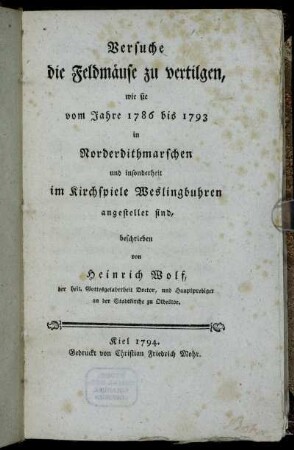 Versuche
die Feldmäuse zu vertilgen,
wie sie
vom Jahre 1786 bis 1793
in
Norderdithmarschen
und insonderheit
im Kirchspiele Weslingbuhren
angestellet sind,
beschrieben
von
Heinrich Wolf,
der heil. Gottesgelahrtheit Doctor, und Hauptprediger
an der Stadtkirche zu
Kiel 1794.
Gedruckt von Christian Friedrich Mohr.